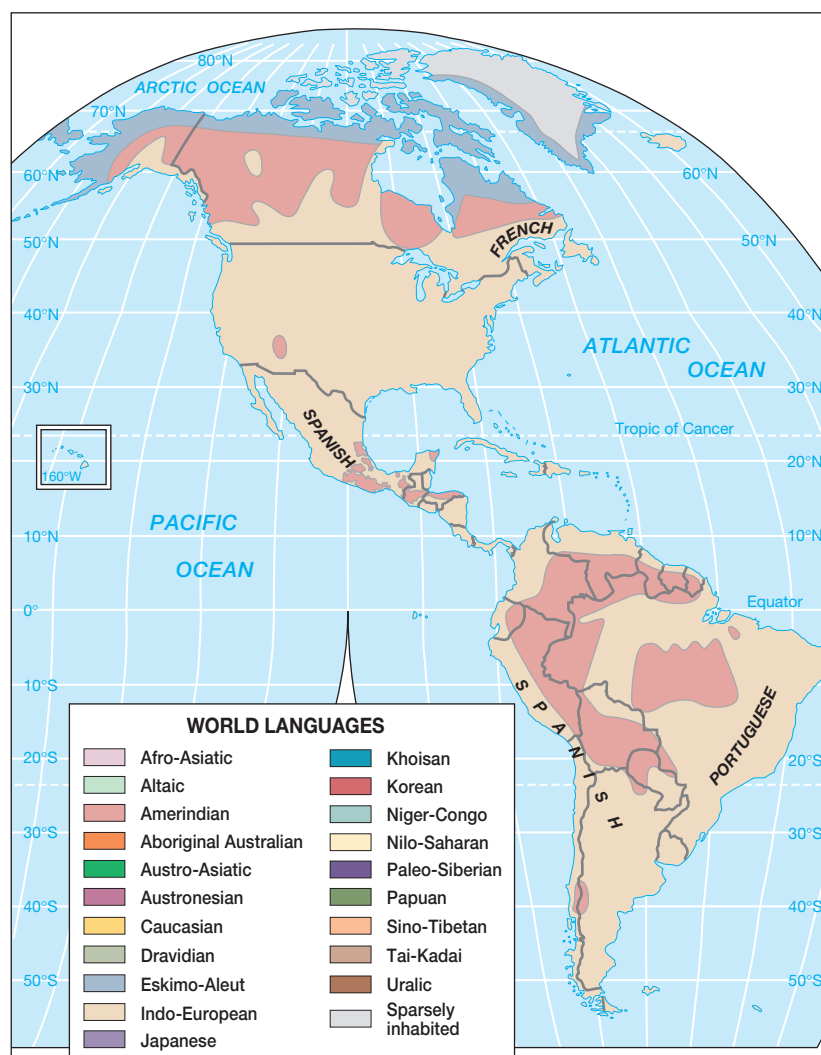 80°N
ARCTIC OCEAN
70°N
60°N
60°N
50°N
50°N
FRENCH
40°N
40°N
ATLANTIC
OCEAN
30°N
30°N
SPANISH
Tropic of Cancer
20°N
20°N
160°W
PACIFIC
OCEAN
10°N
10°N
0°
Equator
10°S
10°S
SPANISH
PORTUGUESE
20°S
20°S
30°S
30°S
40°S
40°S
50°S
50°S
WORLD LANGUAGES
Afro-Asiatic
Altaic
Amerindian
Aboriginal Australian
Austro-Asiatic
Austronesian
Caucasian
Dravidian
Eskimo-Aleut
Indo-European
Japanese
Khoisan
Korean
Niger-Congo
Nilo-Saharan
Paleo-Siberian
Papuan
Sino-Tibetan
Tai-Kadai
Uralic
Sparsely
inhabited